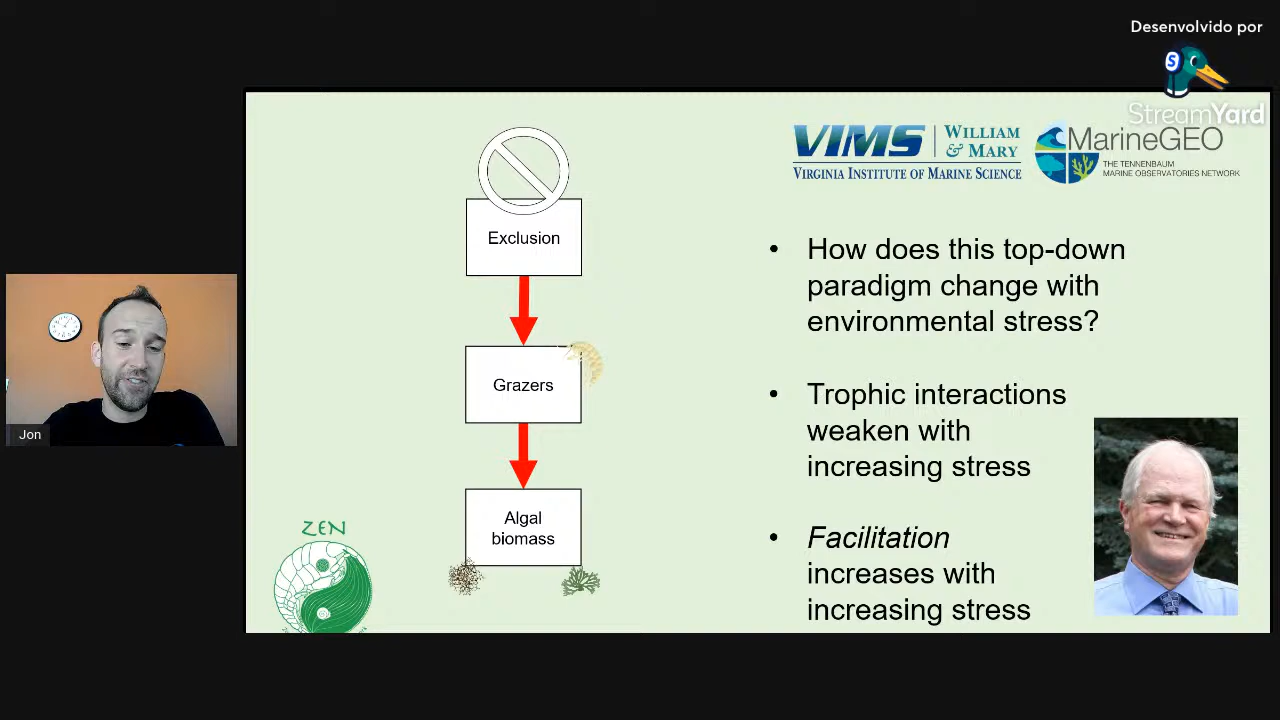 Desenvolvido por
StreamYard
VIMS
WILLIAM
& MARY
VIRGINIA INSTITUTE OF MARINE SCIENCE
MarineGEO
THE TENNENBAUM
MARINE OBSERVATORIES NETWORK
Exclusion
Grazers
Algal
biomass
• How does this top-down
paradigm change with
environmental stress?
• Trophic interactions
weaken with
increasing stress
• Facilitation
increases with
increasing stress
Jon
ZEN